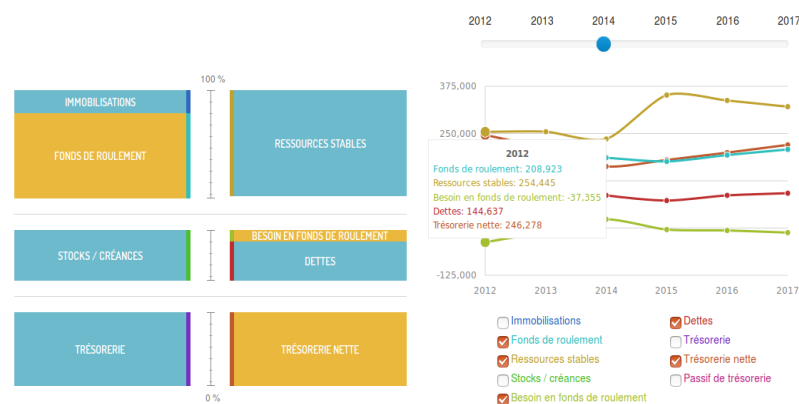 2012 2013 2014 2015 2016 2017
100 %
IMMOBILISATIONS
FONDS DE ROULEMENT
RESSOURCES STABLES
STOCKS / CRÉANCES
BESOIN EN FONDS DE ROULEMENT
DETTES
TRÉSORERIE
TRÉSORERIE NETTE
0 %
375,000
250,000
-125,000
2012
Fonds de roulement: 208,923
Ressources stables: 254,445
Besoin en fonds de roulement: -37,355
Dettes: 144,637
Trésorerie nette: 246,278
2012 2013 2014 2015 2016 2017
Immobilisations
Fonds de roulement
Ressources stables
Stocks / créances
Besoin en fonds de roulement
Dettes
Trésorerie
Trésorerie nette
Passif de trésorerie